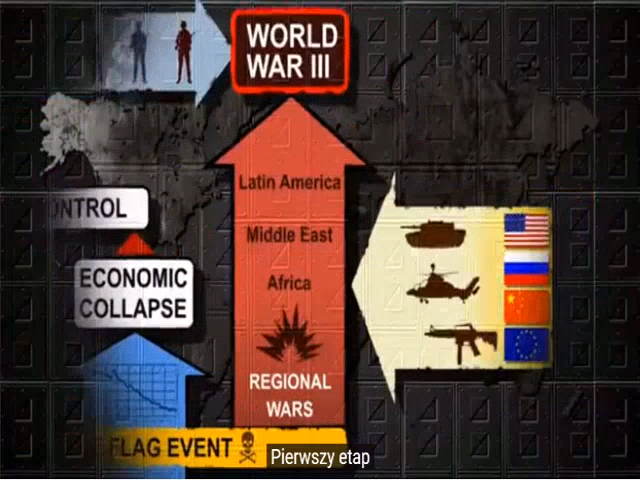 WORLD
WAR III
Latin America
Middle East
Africa
REGIONAL
WARS
ONTROL
ECONOMIC
COLLAPSE
FLAG EVENT
Pierwszy etap